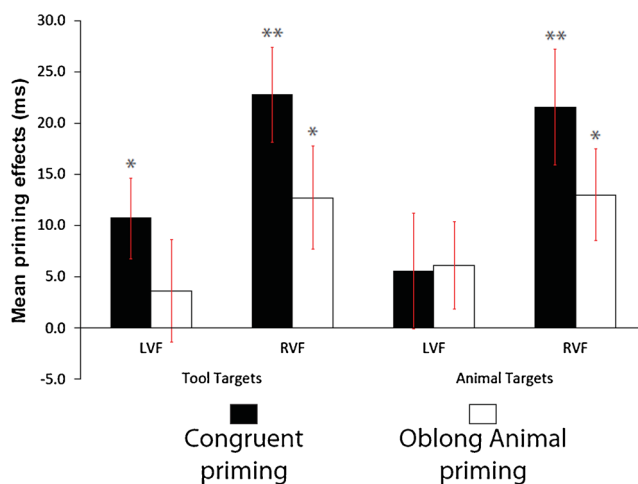 Mean priming effects (ms)
30.0
25.0
20.0
15.0
10.0
5.0
0.0
-5.0
*
**
*
**
*
LVF
RVF
LVF
RVF
Tool Targets
Animal Targets
Congruent
priming
Oblong Animal
priming